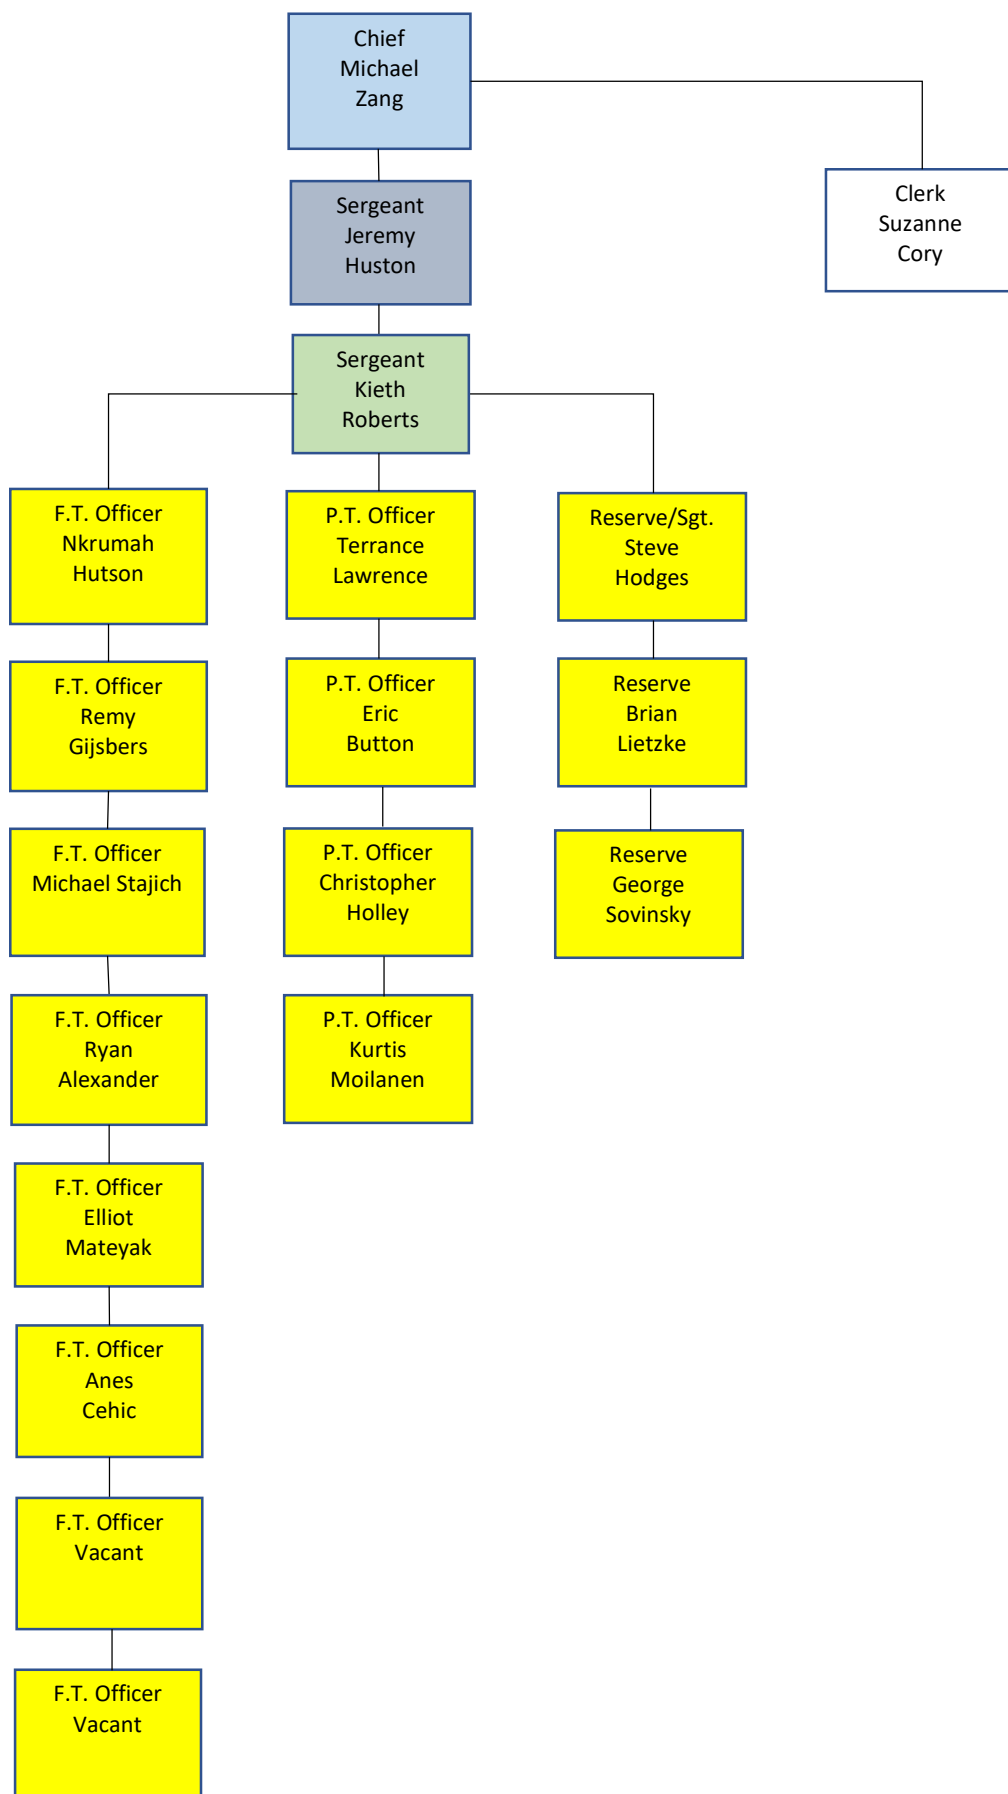 Chief
Michael
Zang
Clerk
Suzanne
Cory
Sergeant
Jeremy
Huston
Sergeant
Kieth
Roberts
F.T. Officer
Nkrumah
Hutson
P.T. Officer
Terrance
Lawrence
Reserve/Sgt.
Steve
Hodges
F.T. Officer
Remy
Gijsbers
P.T. Officer
Eric
Button
Reserve
Brian
Lietzke
F.T. Officer
Michael Stajich
P.T. Officer
Christopher
Holley
Reserve
George
Sovinsky
F.T. Officer
Ryan
Alexander
P.T. Officer
Kurtis
Moilanen
F.T. Officer
Elliot
Mateyak
F.T. Officer
Anes
Cehic
F.T. Officer
Vacant
F.T. Officer
Vacant